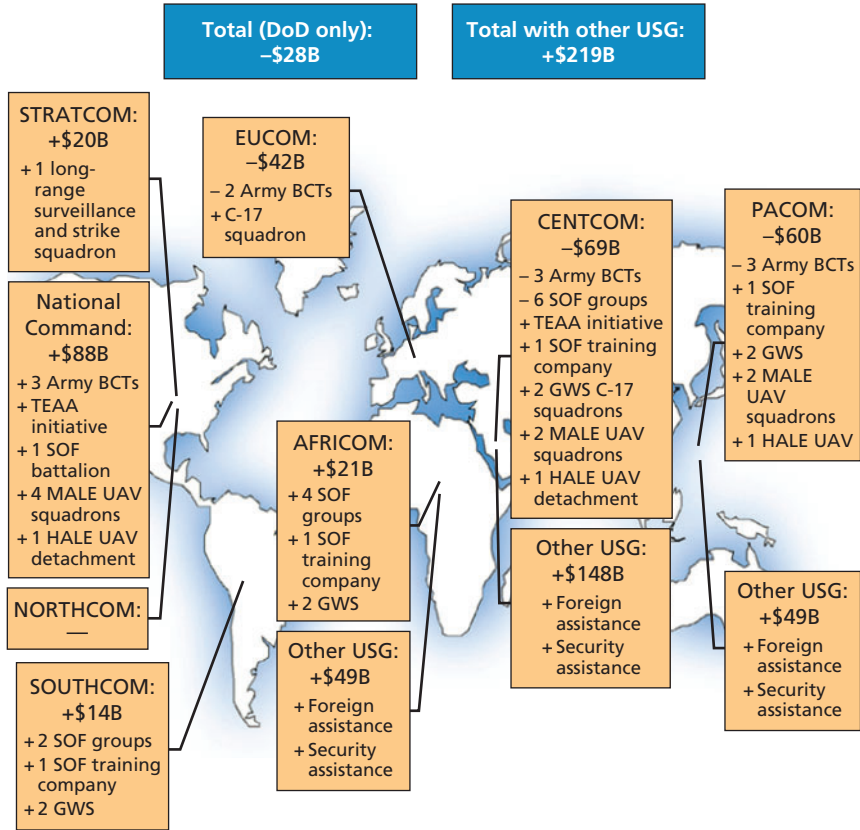 Total (DoD only):
–$28B
Total with other USG:
+$219B
STRATCOM:
+$20B
+ 1 long-
range
surveillance
and strike
squadron
EUCOM:
–$42B
– 2 Army BCTs
+ C-17
squadron
CENTCOM:
–$69B
– 3 Army BCTs
– 6 SOF groups
+ TEAA initiative
+ 1 SOF training
company
+ 2 GWS C-17
squadrons
+ 2 MALE UAV
squadrons
+ 1 HALE UAV
detachment
PACOM:
–$60B
– 3 Army BCTs
+ 1 SOF
training
company
+ 2 GWS
+ 2 MALE
UAV
squadrons
+ 1 HALE UAV
National
Command:
+$88B
+ 3 Army BCTs
+ TEAA
initiative
+ 1 SOF
battalion
+ 4 MALE UAV
squadrons
+ 1 HALE UAV
detachment
AFRICOM:
+$21B
+ 4 SOF
groups
+ 1 SOF
training
company
+ 2 GWS
NORTHCOM:
—
Other USG:
+$148B
+ Foreign
assistance
+ Security
assistance
Other USG:
+$49B
+ Foreign
assistance
+ Security
assistance
Other USG:
+$49B
+ Foreign
assistance
+ Security
assistance
SOUTHCOM:
+$14B
+ 2 SOF groups
+ 1 SOF training
company
+ 2 GWS